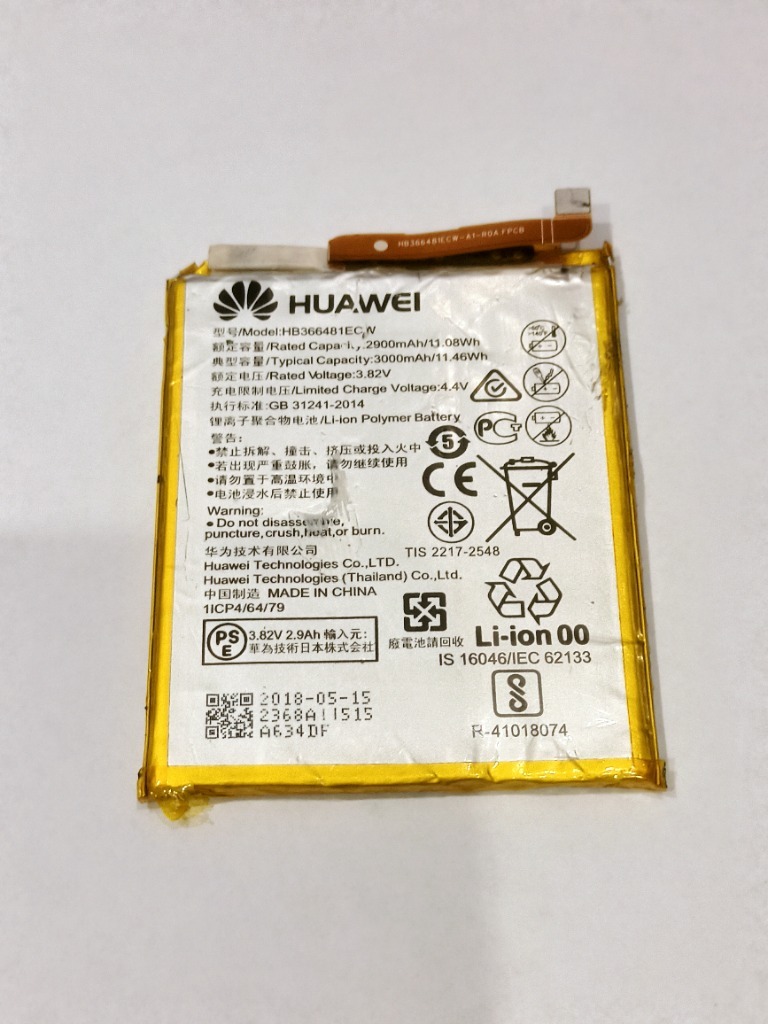 HB366481ECW-A1-R0A.FPCB
HUAWEI
型号/Model:HB366481ECW
额定容量/Rated 2900mAh/11.08Wh
典型容量/Typical Capacity:3000mAh/11.46Wh
额定电压/Rated Voltage:3.82V
充电限制电压/Limited Charge Voltage:4.4V
执行标准:GB 31241-2014
锂离子聚合物电池/Li-ion Polymer Battery
警告:
•禁止拆解、撞击、挤压或投入火中
•若出现严重鼓胀，请勿继续使用
•请勿置于高温环境中
•电池浸水后禁止使用
Warning:
•Do not disassemble,
puncture,crush,heat,or burn.
华为技术有限公司
Huawei Technologies Co.,LTD.
Huawei Technologies (Thailand) Co.,Ltd.
中国制造 MADE IN CHINA
1ICP4/64/79
PS
E
3.82V 2.9Ah 輸入元:
華為技術日本株式会社
5
CE
TIS 2217-2548
廢電池請回收
Li-ion 00
IS 16046/IEC 62133
R-41018074
2018-05-15
A634DF